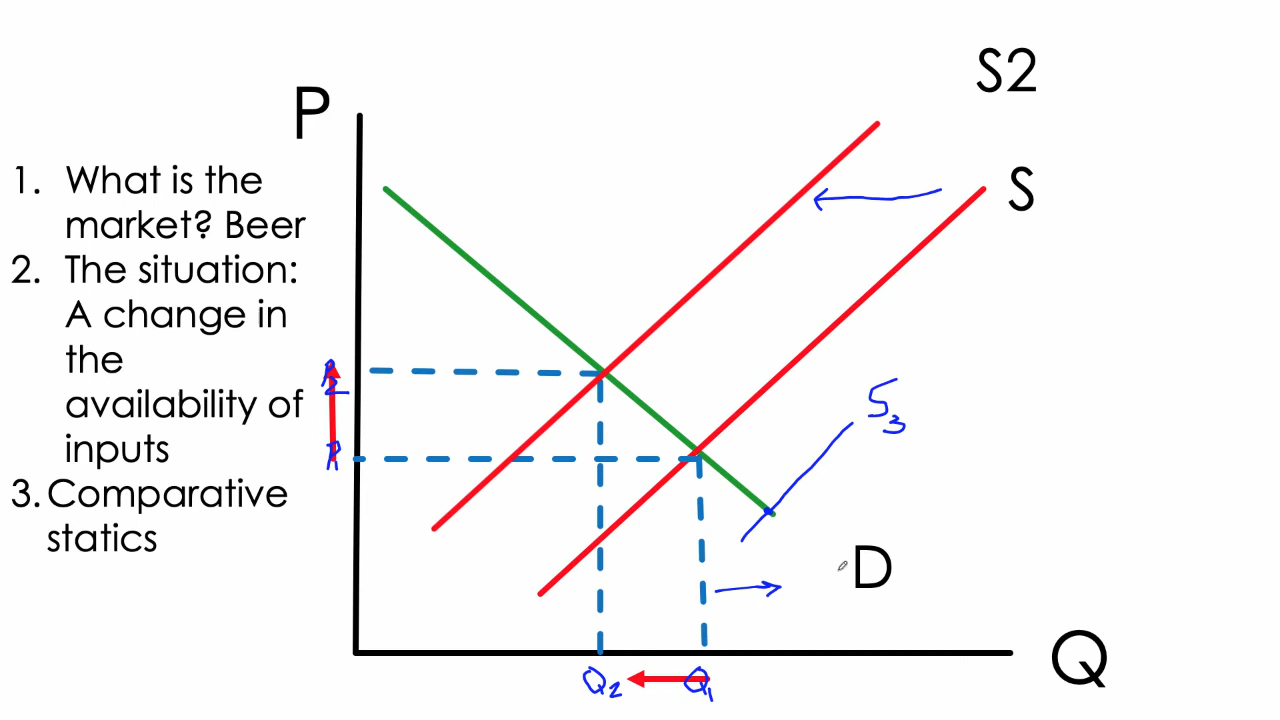 S2
P
1. What is the
market? Beer
S
2. The situation:
A change in
the
availability of
inputs
P2
S3
P1
3. Comparative
statics
D
Q
Q2
Q1